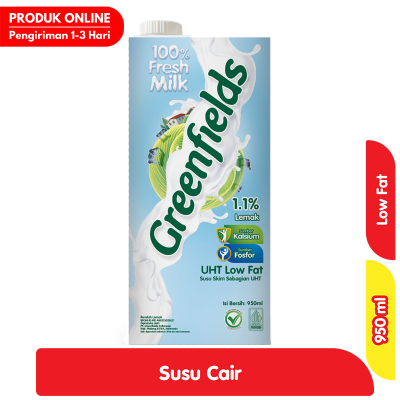 PRODUK ONLINE
Pengiriman 1-3 Hari
100%
Fresh
Milk
Greenfields
1.1%
Lemak
Kalsium
Fosfor
UHT Low Fat
Susu Skim Sebagian UHT
Isi Bersih: 950ml
Low Fat
950 ml
Susu Cair